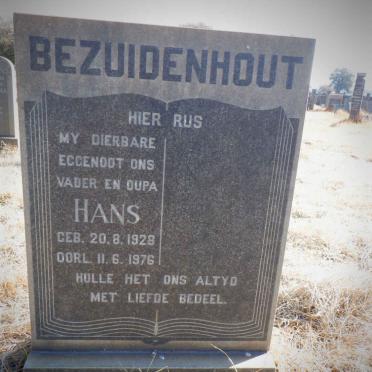 BEZUIDENHOUT
HIER RUS
MY DIERBARE
EGGENOOT ONS
VADER EN OUPA
HANS
GEB. 20. 8. 1928
OORL. 11. 6. 1976
HULLE HET ONS ALTYD
MET LIEFDE BEDEEL.